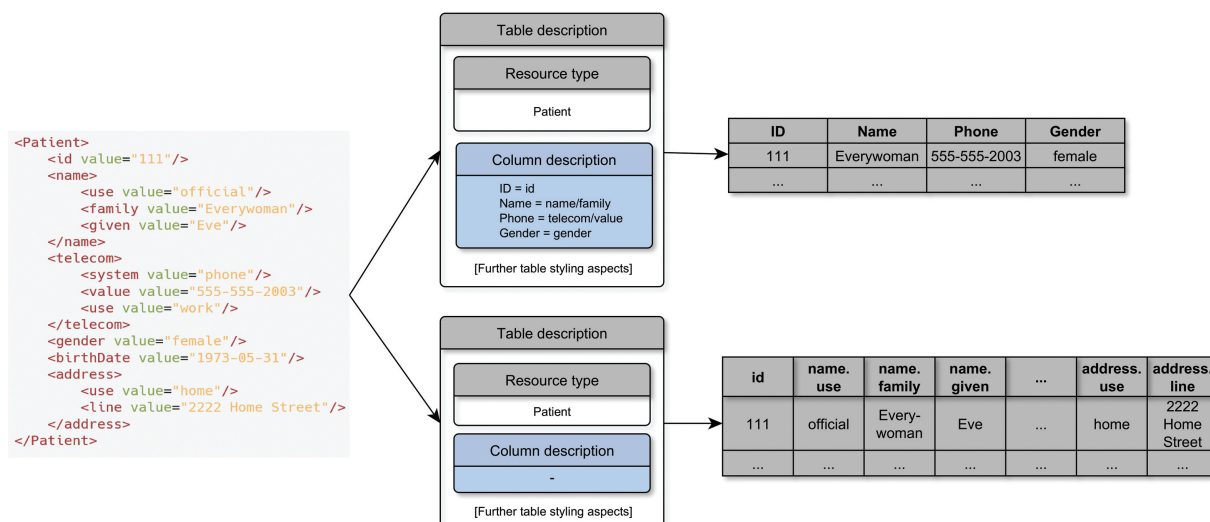 <Patient>
<id value="111"/>
<name>
<use value="official"/>
<family value="Everywoman"/>
<given value="Eve"/>
</name>
<telecom>
<system value="phone"/>
<value value="555-555-2003"/>
<use value="work"/>
</telecom>
<gender value="female"/>
<birthDate value="1973-05-31"/>
<address>
<use value="home"/>
<line value="2222 Home Street"/>
</address>
</Patient>
Table description
Resource type
Patient
Column description
ID = id
Name = name/family
Phone = telecom/value
Gender = gender
[Further table styling aspects]
ID Name Phone Gender
111 Everywoman 555-555-2003 female
... ... ... ...
Table description
Resource type
Patient
Column description
-
[Further table styling aspects]
id name. use name. family name. given ... address. use address. line
111 official Every-woman Eve ... home 2222 Home Street
... ... ... ... ... ... ...